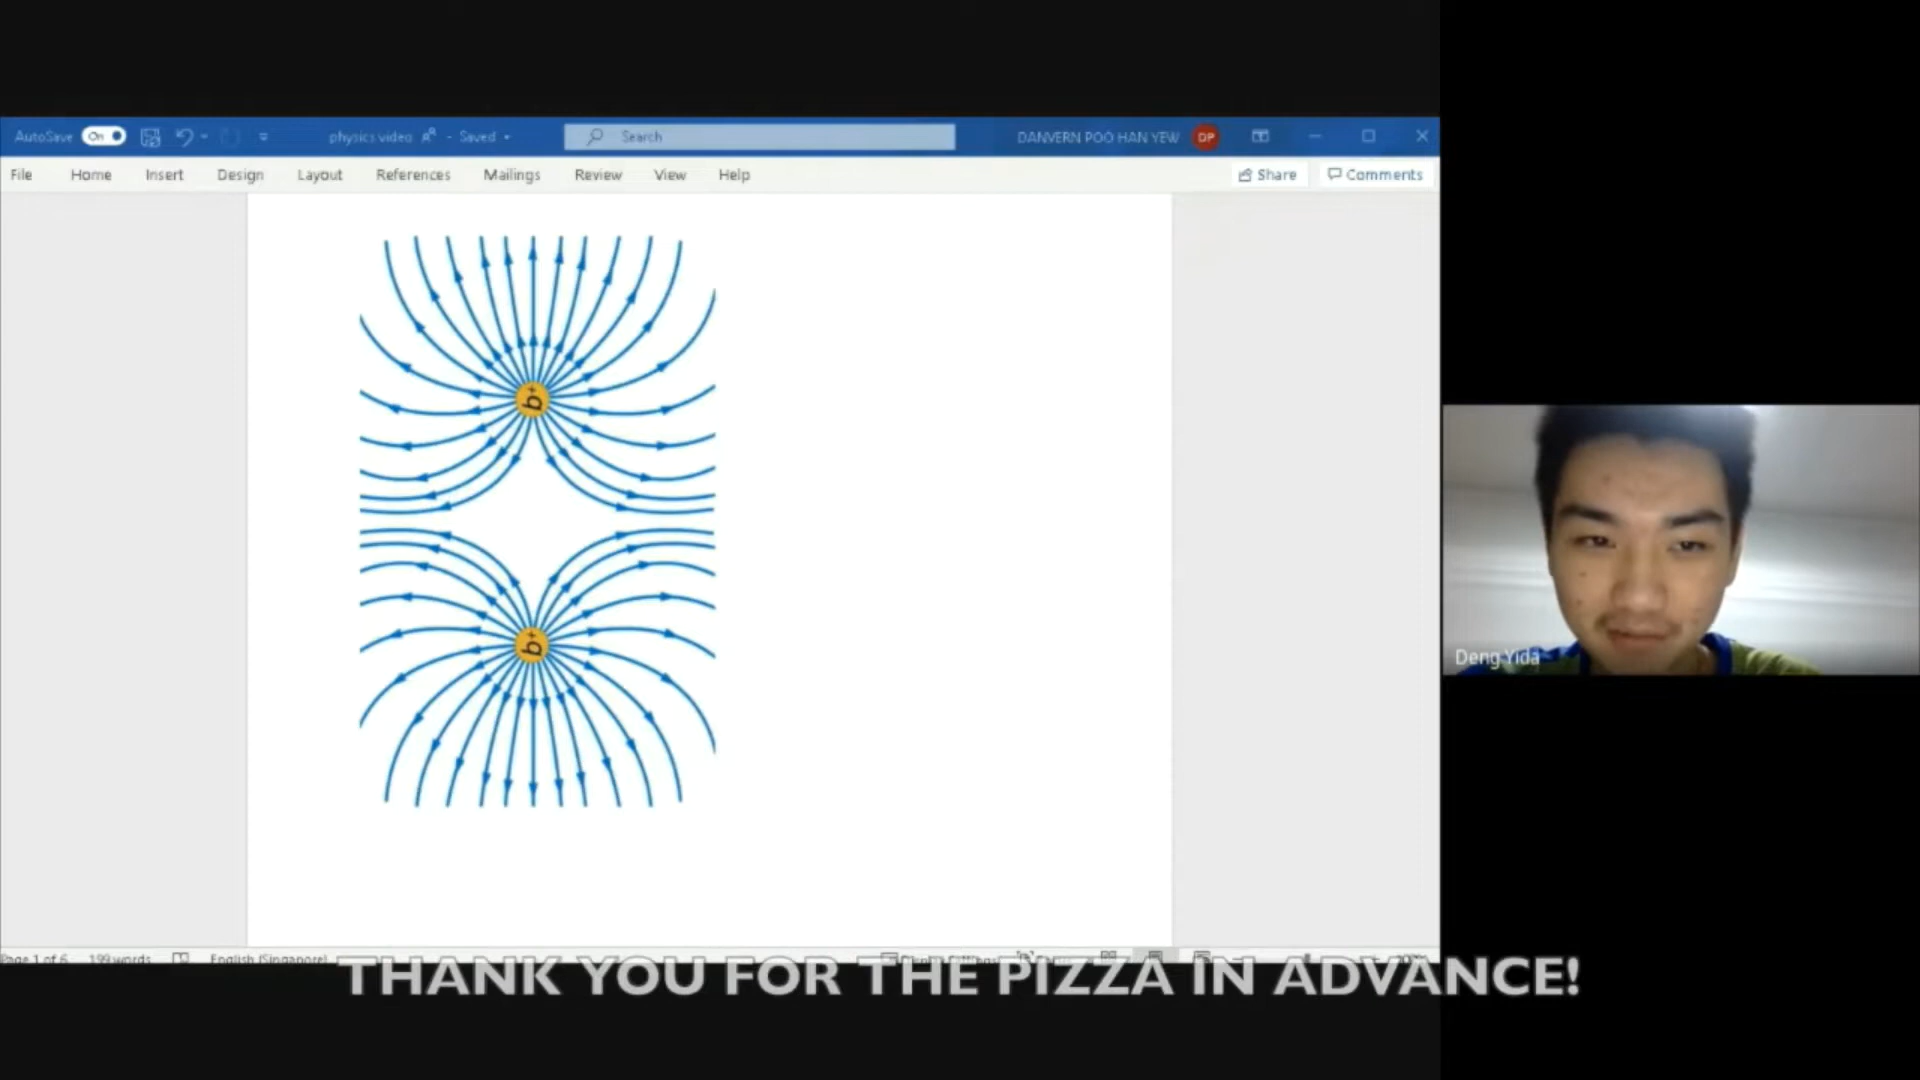 AutoSave On physics video - Saved Search DANVERN POO HAN YEW DP
File Home Insert Design Layout References Mailings Review View Help Share Comments
q+
q+
Deng Yida
Page 1 of 6 199 words English (Singapore)
THANK YOU FOR THE PIZZA IN ADVANCE!